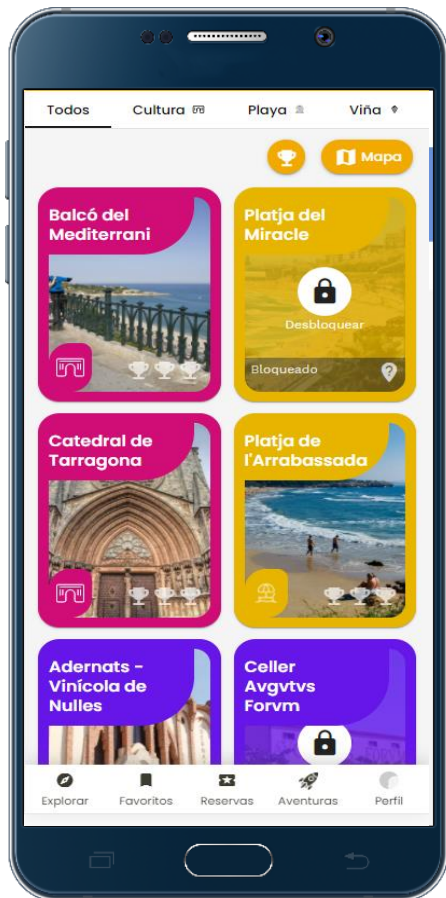 Todos
Cultura
Playa
Viña
Mapa
Balcó del
Mediterrani
Platja del
Miracle
Desbloquear
Bloqueado
Catedral de
Tarragona
Platja de
l'Arrabassada
Adernats -
Vinícola de
Nulles
Celler
Avgvtvs
Forvm
Explorar
Favoritos
Reservas
Aventuras
Perfil